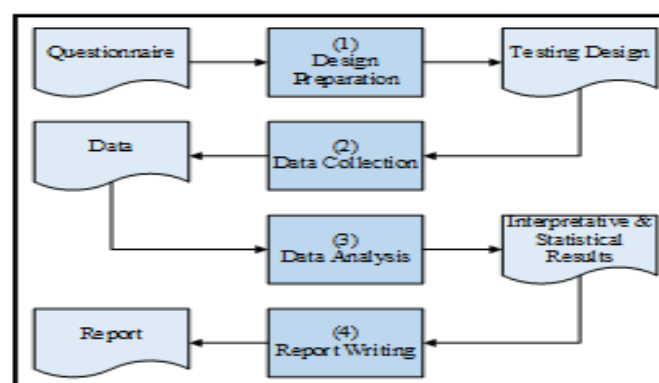 Questionnaire
(1)
Design
Preparation
Testing Design
Data
(2)
Data Collection
(3)
Data Analysis
Interpretative &
Statistical
Results
Report
(4)
Report Writing